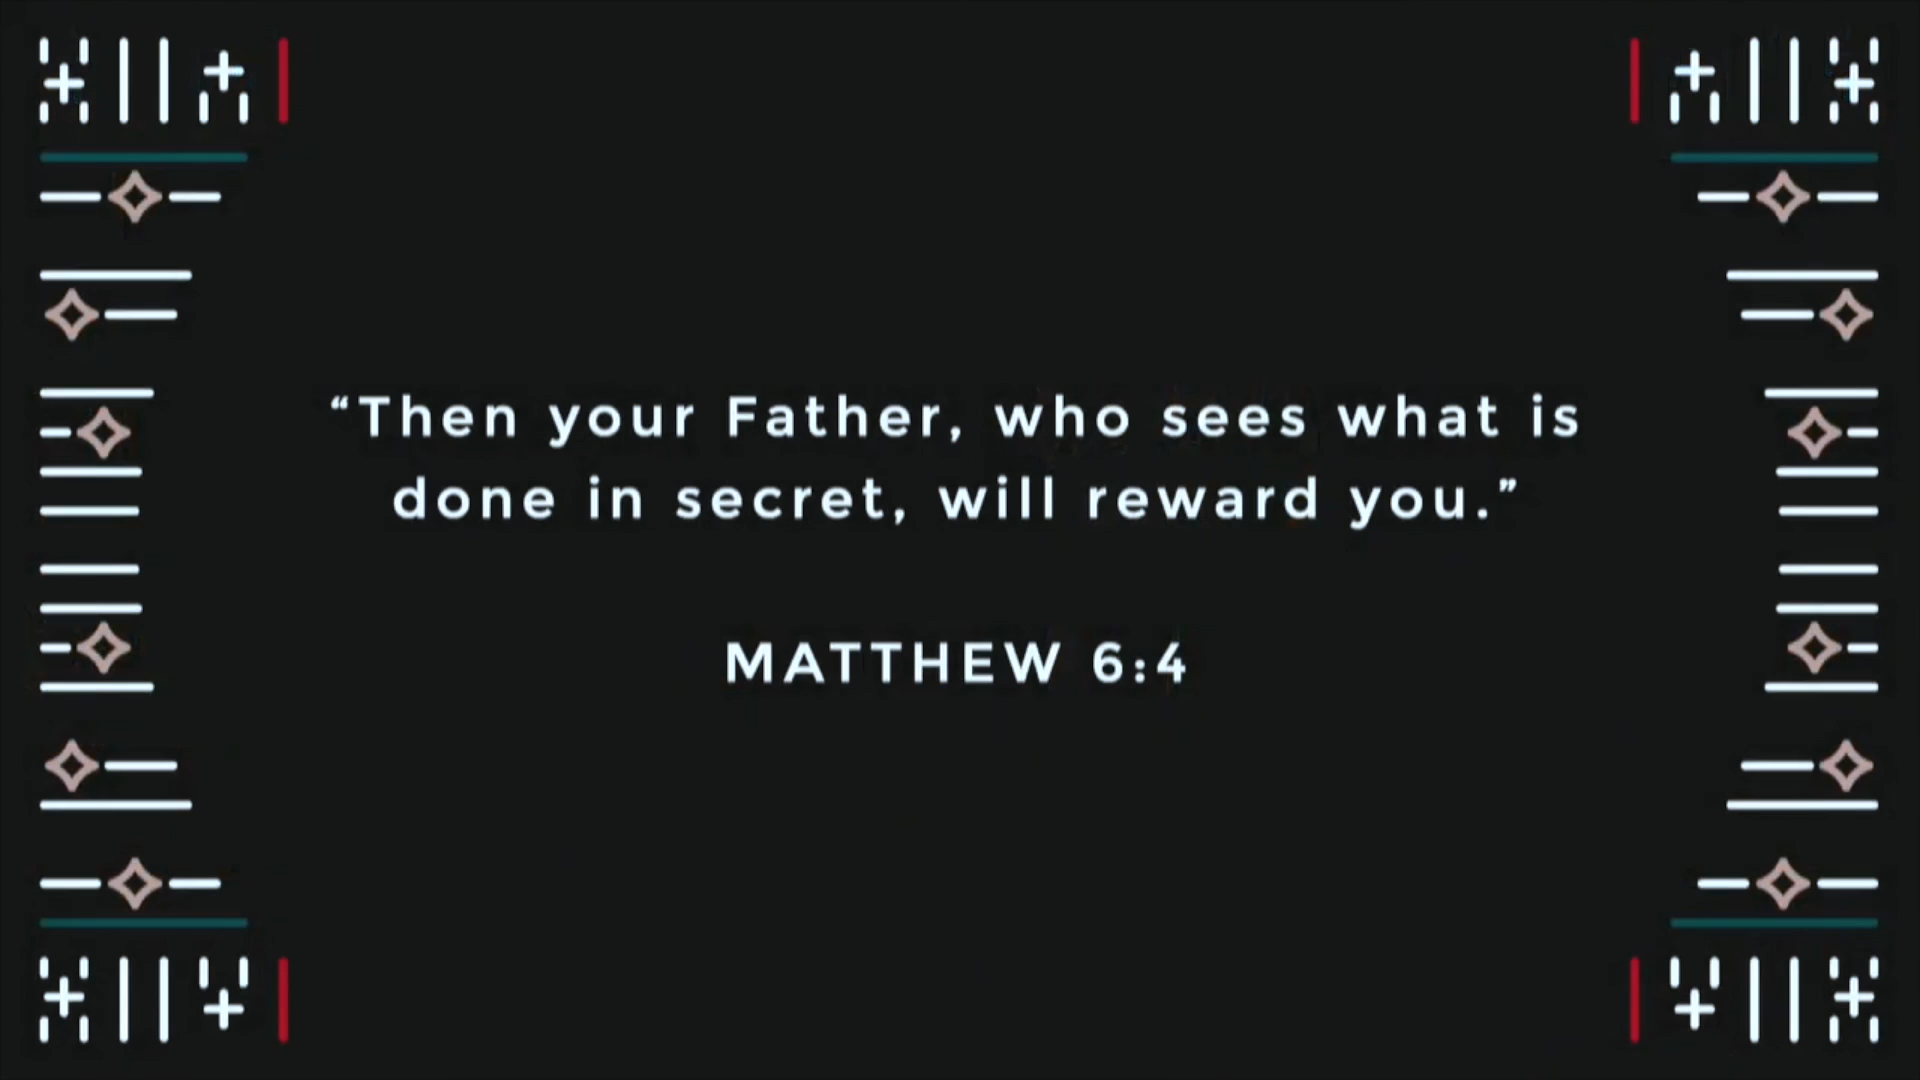 “Then your Father, who sees what is
done in secret, will reward you.”
MATTHEW 6:4